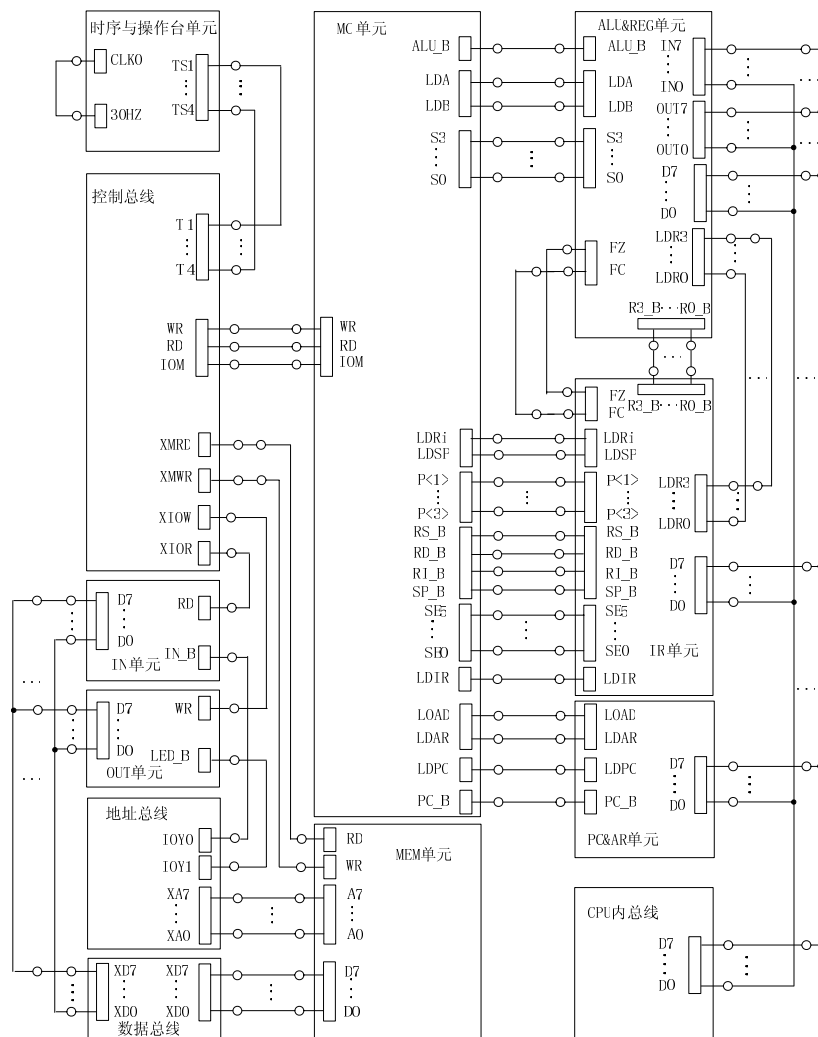 时序与操作台单元
CLK0
30HZ
TS1
TS4
控制总线
T1
T4
WR
RD
IOM
XMRD
XMWR
XIOW
XIOR
D7
D0
RD
IN_B
IN单元
D7
D0
WR
LED_B
OUT单元
地址总线
IOY0
IOY1
XA7
XA0
XD7
XD0
XD7
XD0
数据总线
MC单元
WR
RD
IOM
ALU_B
LDA
LDB
S3
S0
LDRi
LDSP
P<1>
P<3>
RS_B
RD_B
RI_B
SP_B
SE5
SE0
LDIR
LOAD
LDAR
LDPC
PC_B
MEM单元
RD
WR
A7
A0
D7
D0
ALU&REG单元
ALU_B
LDA
LDB
S3
S0
FZ
FC
IN7
IN0
OUT7
OUT0
D7
D0
LDR3
LDR0
R3_B···R0_B
R3_B···R0_B
FZ
FC
LDRi
LDSP
P<1>
P<3>
RS_B
RD_B
RI_B
SP_B
SE5
SE0
LDIR
LDR3
LDR0
D7
D0
IR单元
LOAD
LDAR
LDPC
PC_B
D7
D0
PC&AR单元
CPU内总线
D7
D0